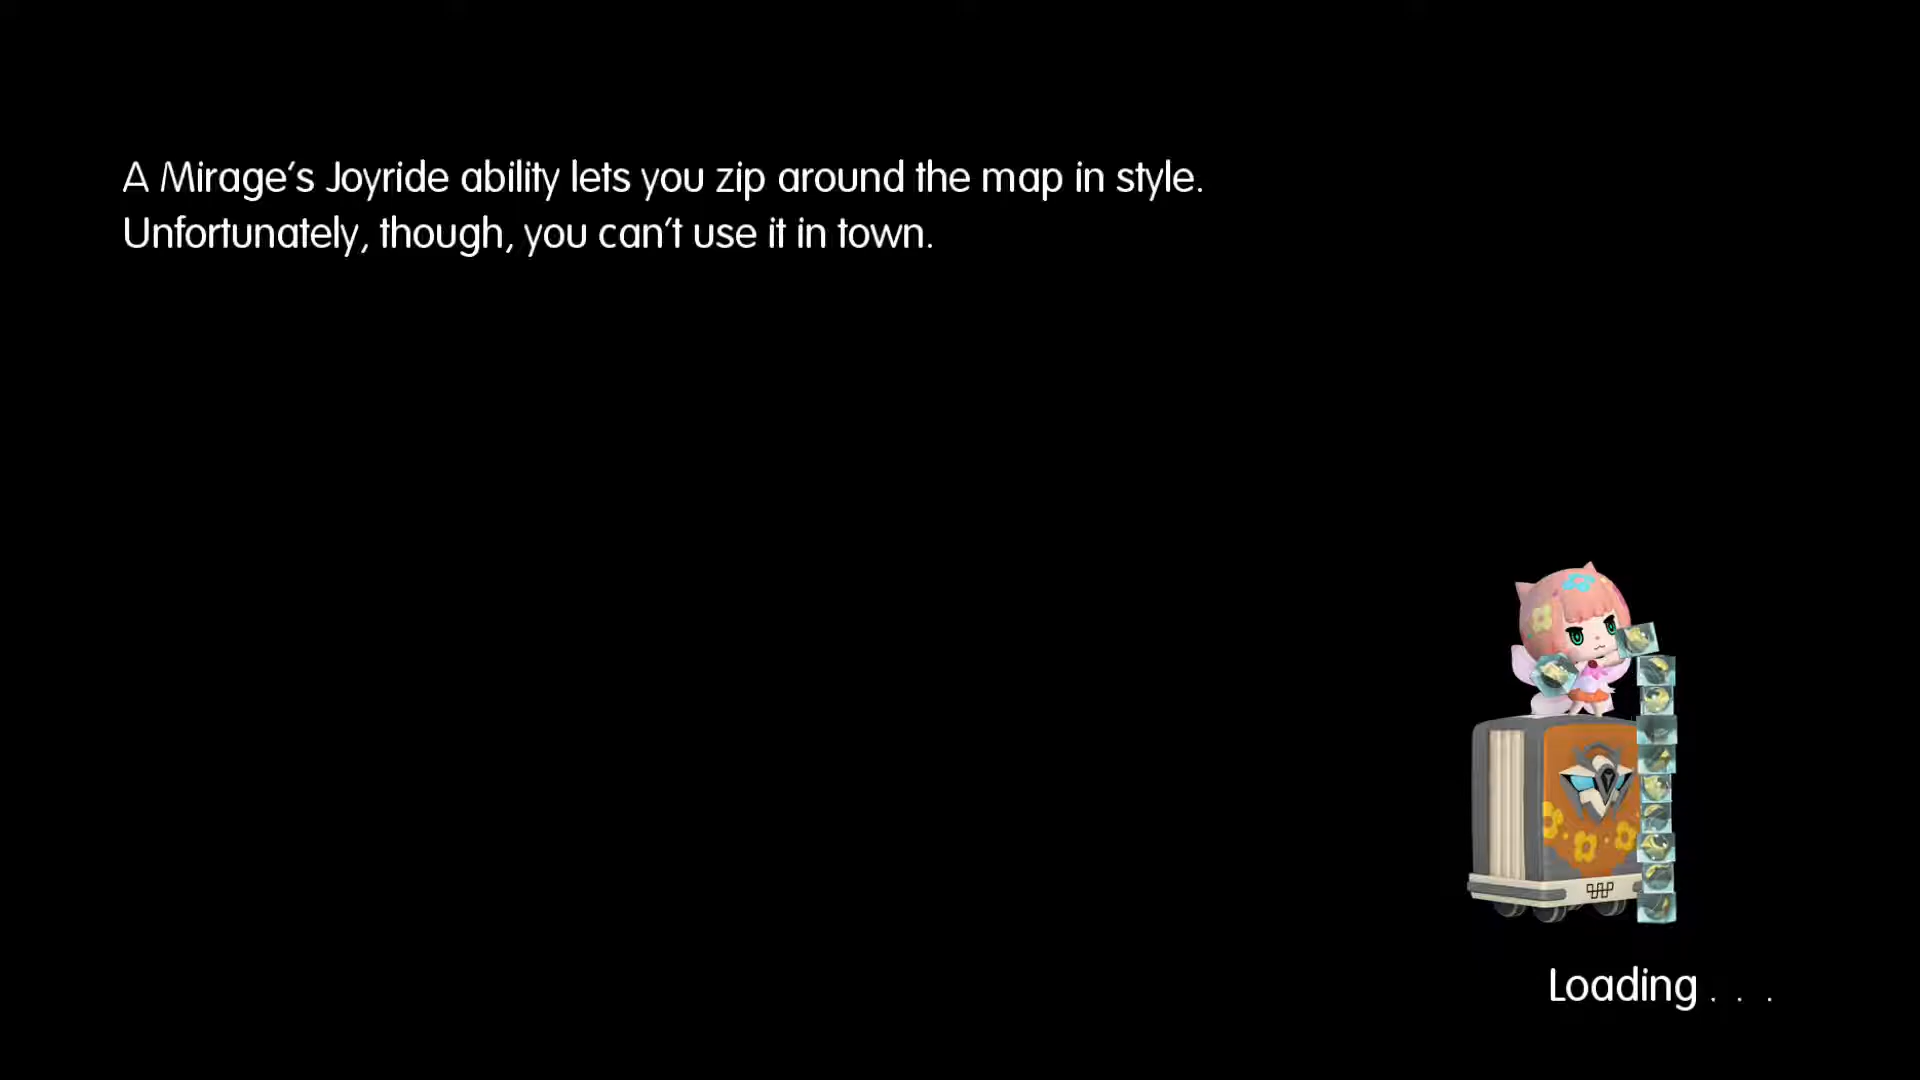 A Mirage's Joyride ability lets you zip around the map in style.
Unfortunately, though, you can't use it in town.
Loading . . .